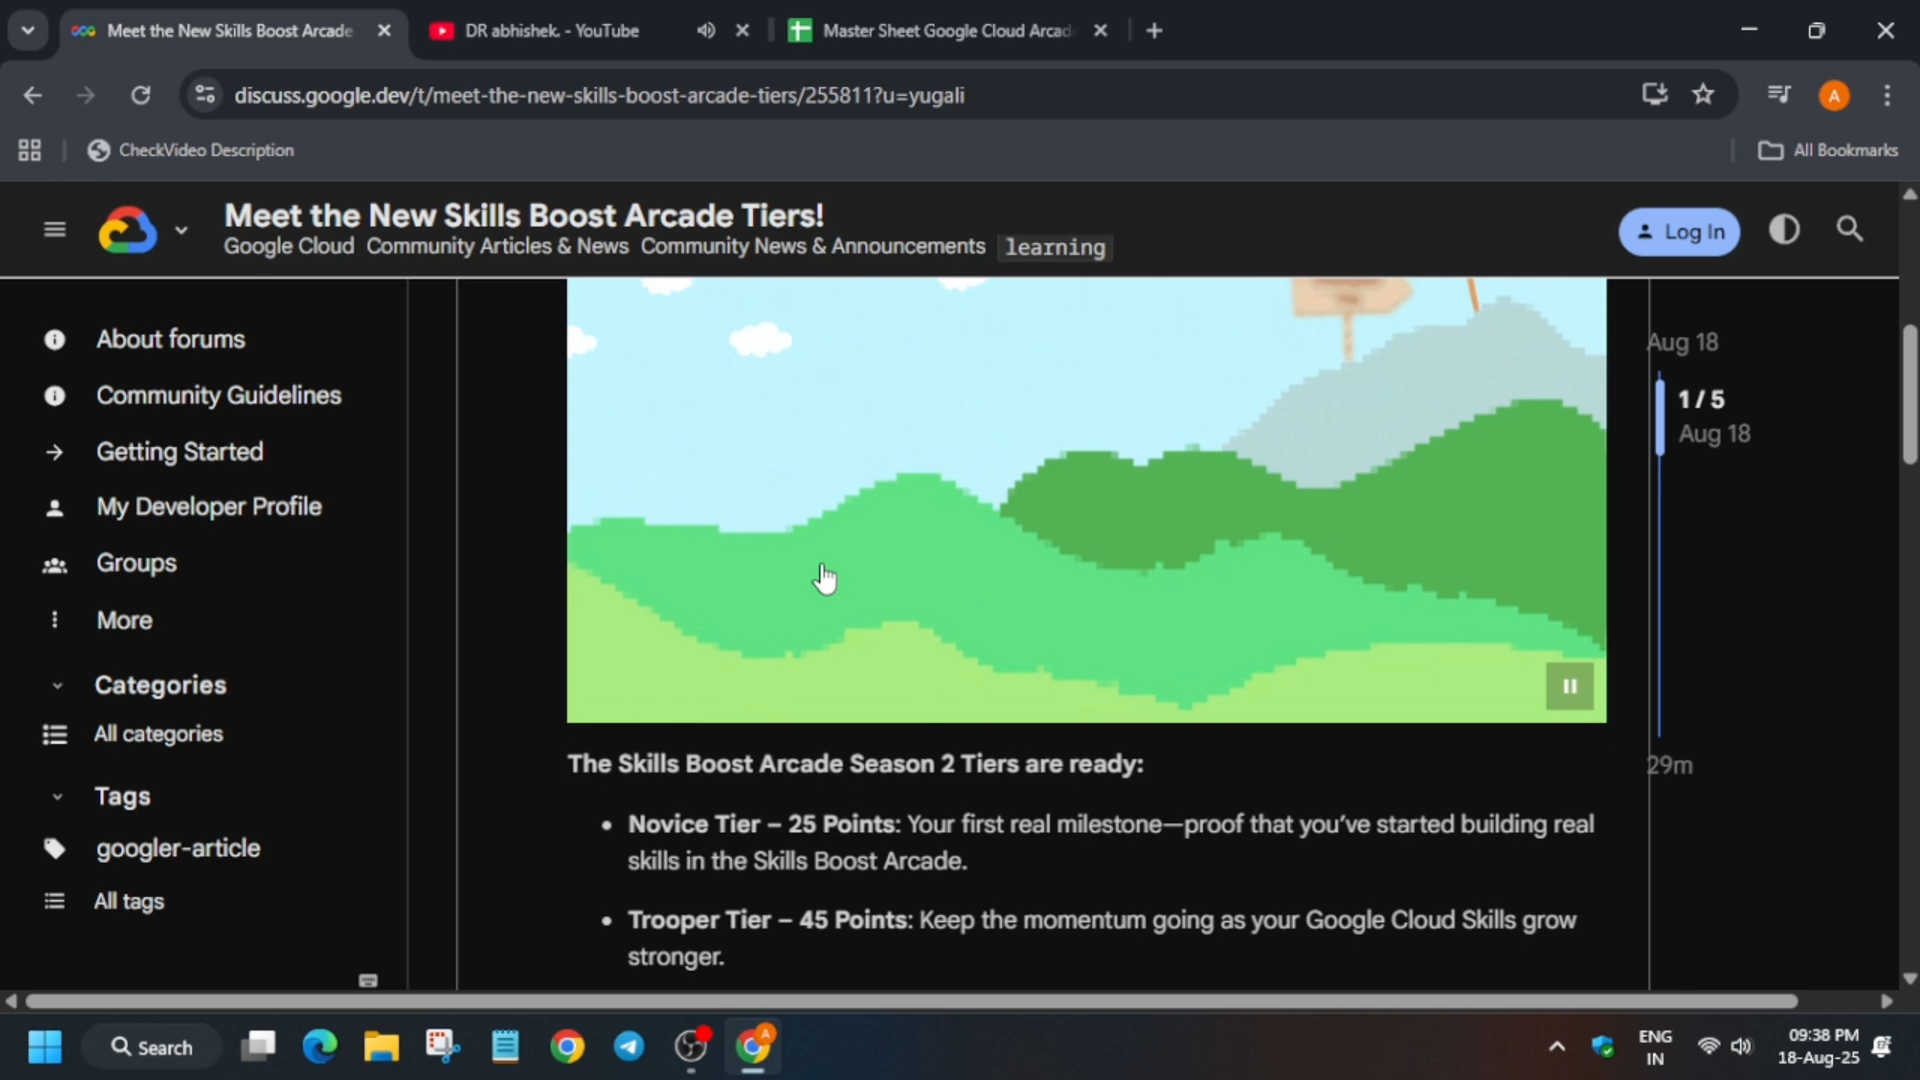 Meet the New Skills Boost Arcade
DR abhishek. - YouTube
Master Sheet Google Cloud Arcad
discuss.google.dev/t/meet-the-new-skills-boost-arcade-tiers/255811?u=yugali
A
CheckVideo Description
All Bookmarks
Meet the New Skills Boost Arcade Tiers!
Google Cloud Community Articles & News Community News & Announcements learning
Log In
About forums
Community Guidelines
Getting Started
My Developer Profile
Groups
More
Categories
All categories
Tags
googler-article
All tags
Aug 18
1 / 5
Aug 18
29m
The Skills Boost Arcade Season 2 Tiers are ready:
• Novice Tier – 25 Points: Your first real milestone—proof that you've started building real
skills in the Skills Boost Arcade.
• Trooper Tier – 45 Points: Keep the momentum going as your Google Cloud Skills grow
stronger.
Search
A
ENG
IN
09:38 PM
18-Aug-25